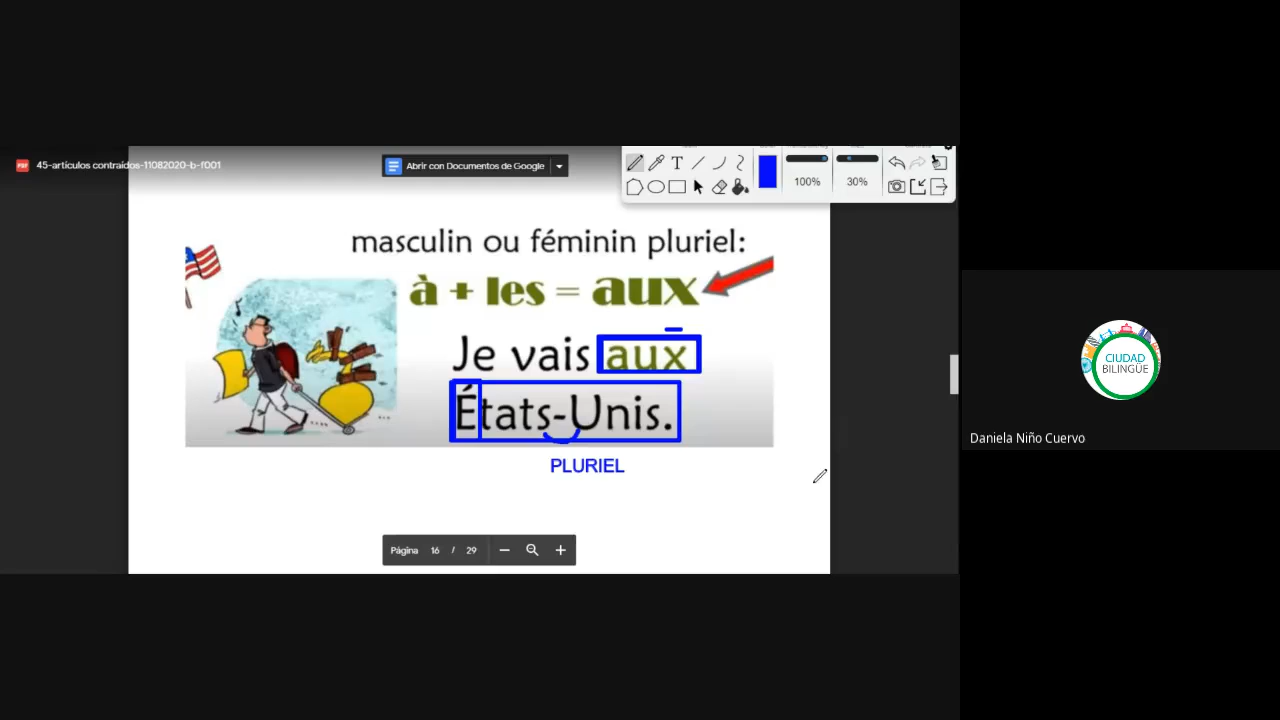 45-artículos contraídos-11082020-b-f001
Abrir con Documentos de Google
T
100%
30%
masculin ou féminin pluriel:
à + les = aux
Je vais aux
États-Unis.
PLURIEL
Página 16 / 29
CIUDAD
BILINGÜE
Daniela Niño Cuervo